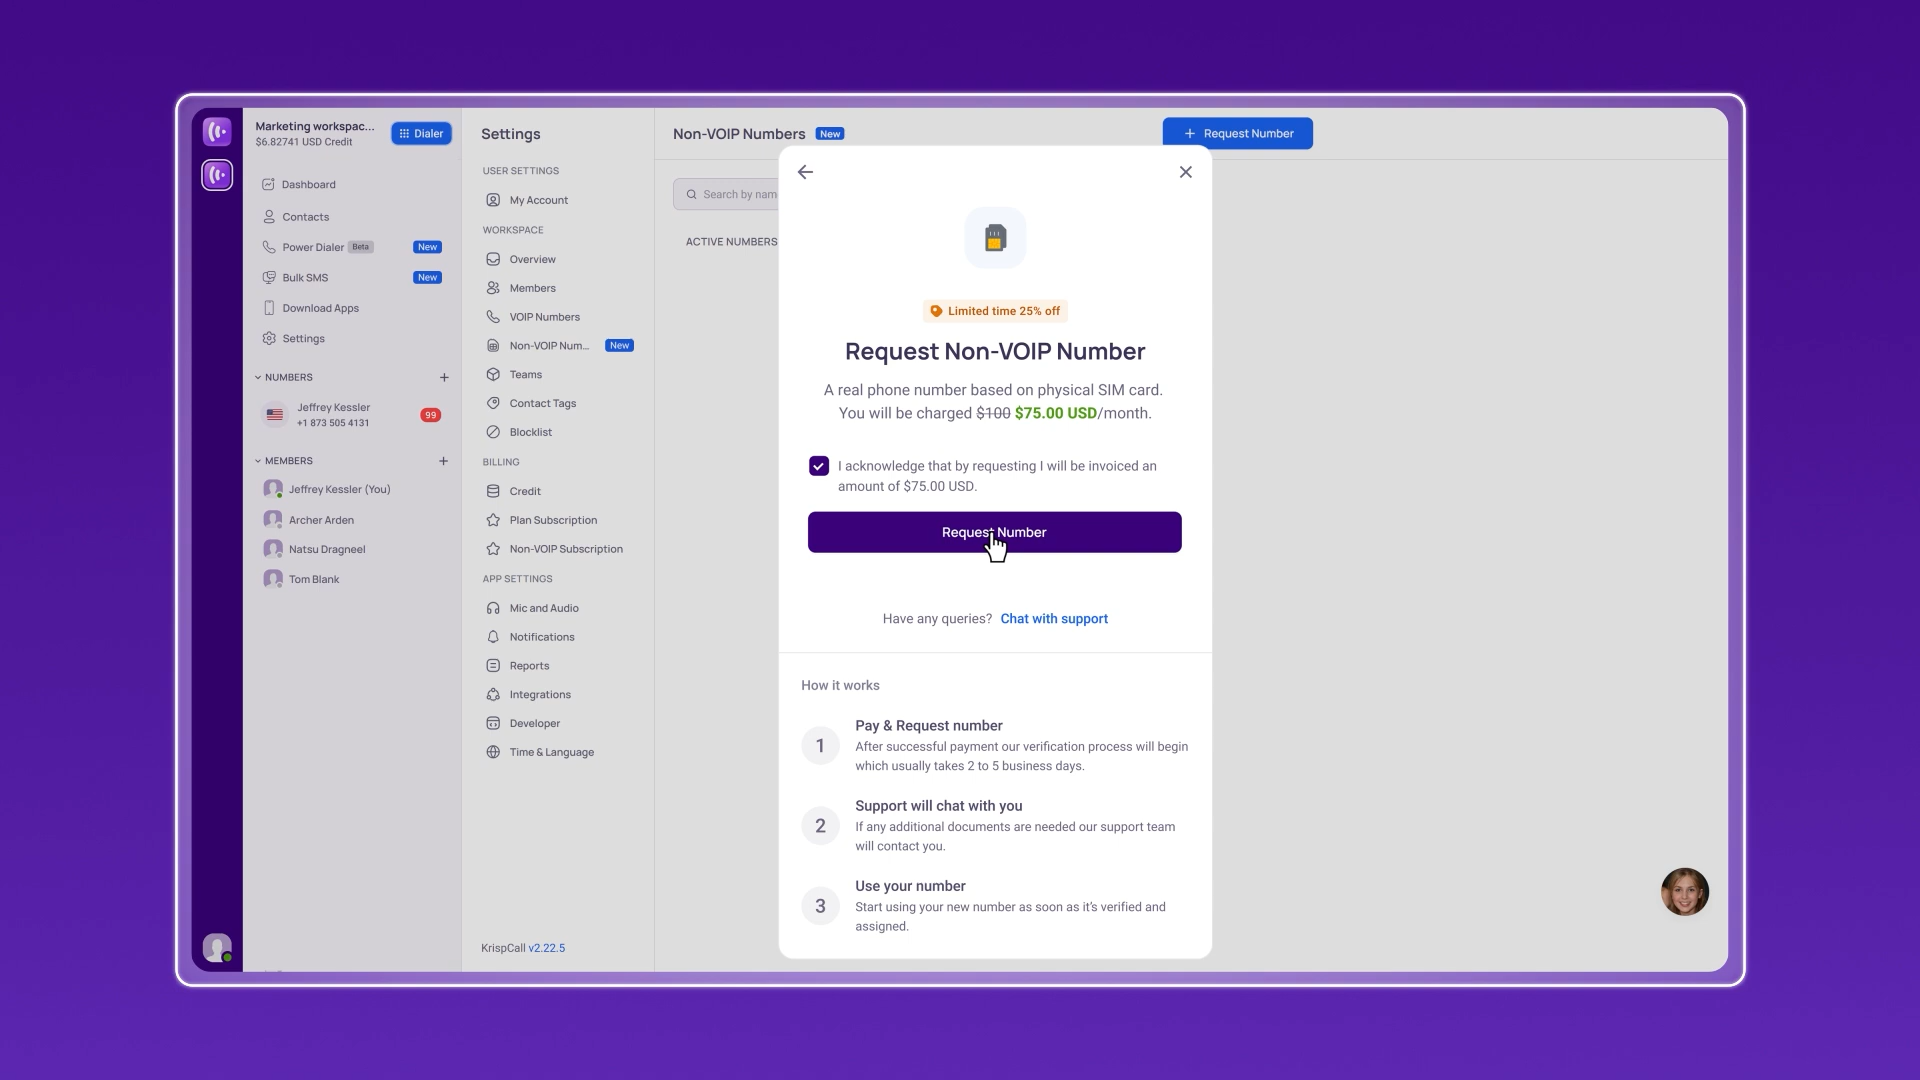 Marketing workspac...
$6.82741 USD Credit
Dialer
Dashboard
Contacts
Power Dialer Beta New
Bulk SMS New
Download Apps
Settings
NUMBERS
Jeffrey Kessler
+1 873 505 4131
99
MEMBERS
Jeffrey Kessler (You)
Archer Arden
Natsu Dragneel
Tom Blank
Settings
USER SETTINGS
My Account
WORKSPACE
Overview
Members
VOIP Numbers
Non-VOIP Num... New
Teams
Contact Tags
Blocklist
BILLING
Credit
Plan Subscription
Non-VOIP Subscription
APP SETTINGS
Mic and Audio
Notifications
Reports
Integrations
Developer
Time & Language
KrispCall v2.22.5
Non-VOIP Numbers New
Request Number
Search by nam
ACTIVE NUMBERS
Limited time 25% off
Request Non-VOIP Number
A real phone number based on physical SIM card.
You will be charged $100 $75.00 USD/month.
I acknowledge that by requesting I will be invoiced an
amount of $75.00 USD.
Request Number
Have any queries? Chat with support
How it works
1
Pay & Request number
After successful payment our verification process will begin
which usually takes 2 to 5 business days.
2
Support will chat with you
If any additional documents are needed our support team
will contact you.
3
Use your number
Start using your new number as soon as it's verified and
assigned.